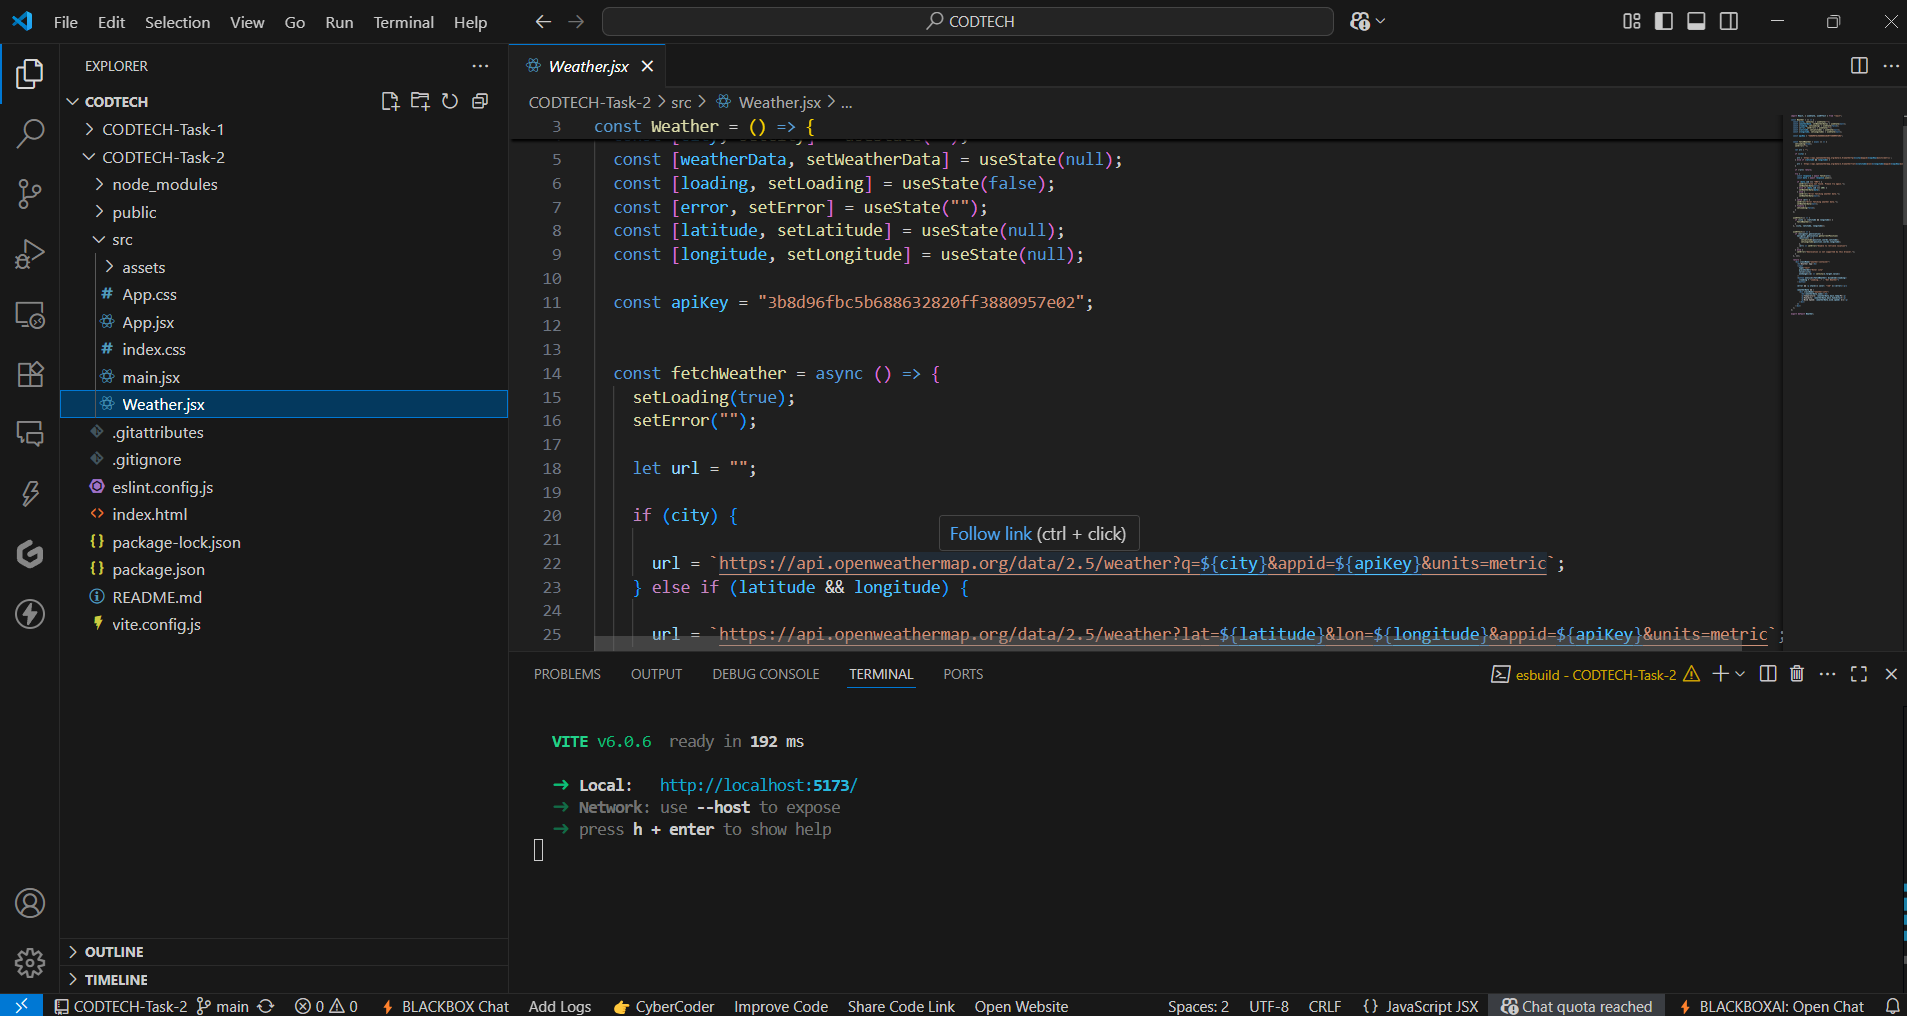 File Edit Selection View Go Run Terminal Help
CODTECH
EXPLORER
CODTECH
CODTECH-Task-1
CODTECH-Task-2
node_modules
public
src
assets
App.css
App.jsx
index.css
main.jsx
Weather.jsx
.gitattributes
.gitignore
eslint.config.js
index.html
package-lock.json
package.json
README.md
vite.config.js
OUTLINE
TIMELINE
Weather.jsx
CODTECH-Task-2 > src > Weather.jsx > ...
3 const Weather = () => {
5 const [weatherData, setWeatherData] = useState(null);
6 const [loading, setLoading] = useState(false);
7 const [error, setError] = useState("");
8 const [latitude, setLatitude] = useState(null);
9 const [longitude, setLongitude] = useState(null);
10
11 const apiKey = "3b8d96fbc5b688632820ff3880957e02";
12
13
14 const fetchWeather = async () => {
15 setLoading(true);
16 setError("");
17
18 let url = "";
19
20 if (city) {
Follow link (ctrl + click)
21
22 url = `https://api.openweathermap.org/data/2.5/weather?q=${city}&appid=${apiKey}&units=metric`;
23 } else if (latitude && longitude) {
24
25 url = `https://api.openweathermap.org/data/2.5/weather?lat=${latitude}&lon=${longitude}&appid=${apiKey}&units=metric`;
PROBLEMS OUTPUT DEBUG CONSOLE TERMINAL PORTS
esbuild - CODTECH-Task-2
VITE v6.0.6 ready in 192 ms
➜ Local: http://localhost:5173/
➜ Network: use --host to expose
➜ press h + enter to show help
CODTECH-Task-2 main 0 0 BLACKBOX Chat Add Logs CyberCoder Improve Code Share Code Link Open Website Spaces: 2 UTF-8 CRLF {} JavaScript JSX Chat quota reached BLACKBOXAI: Open Chat